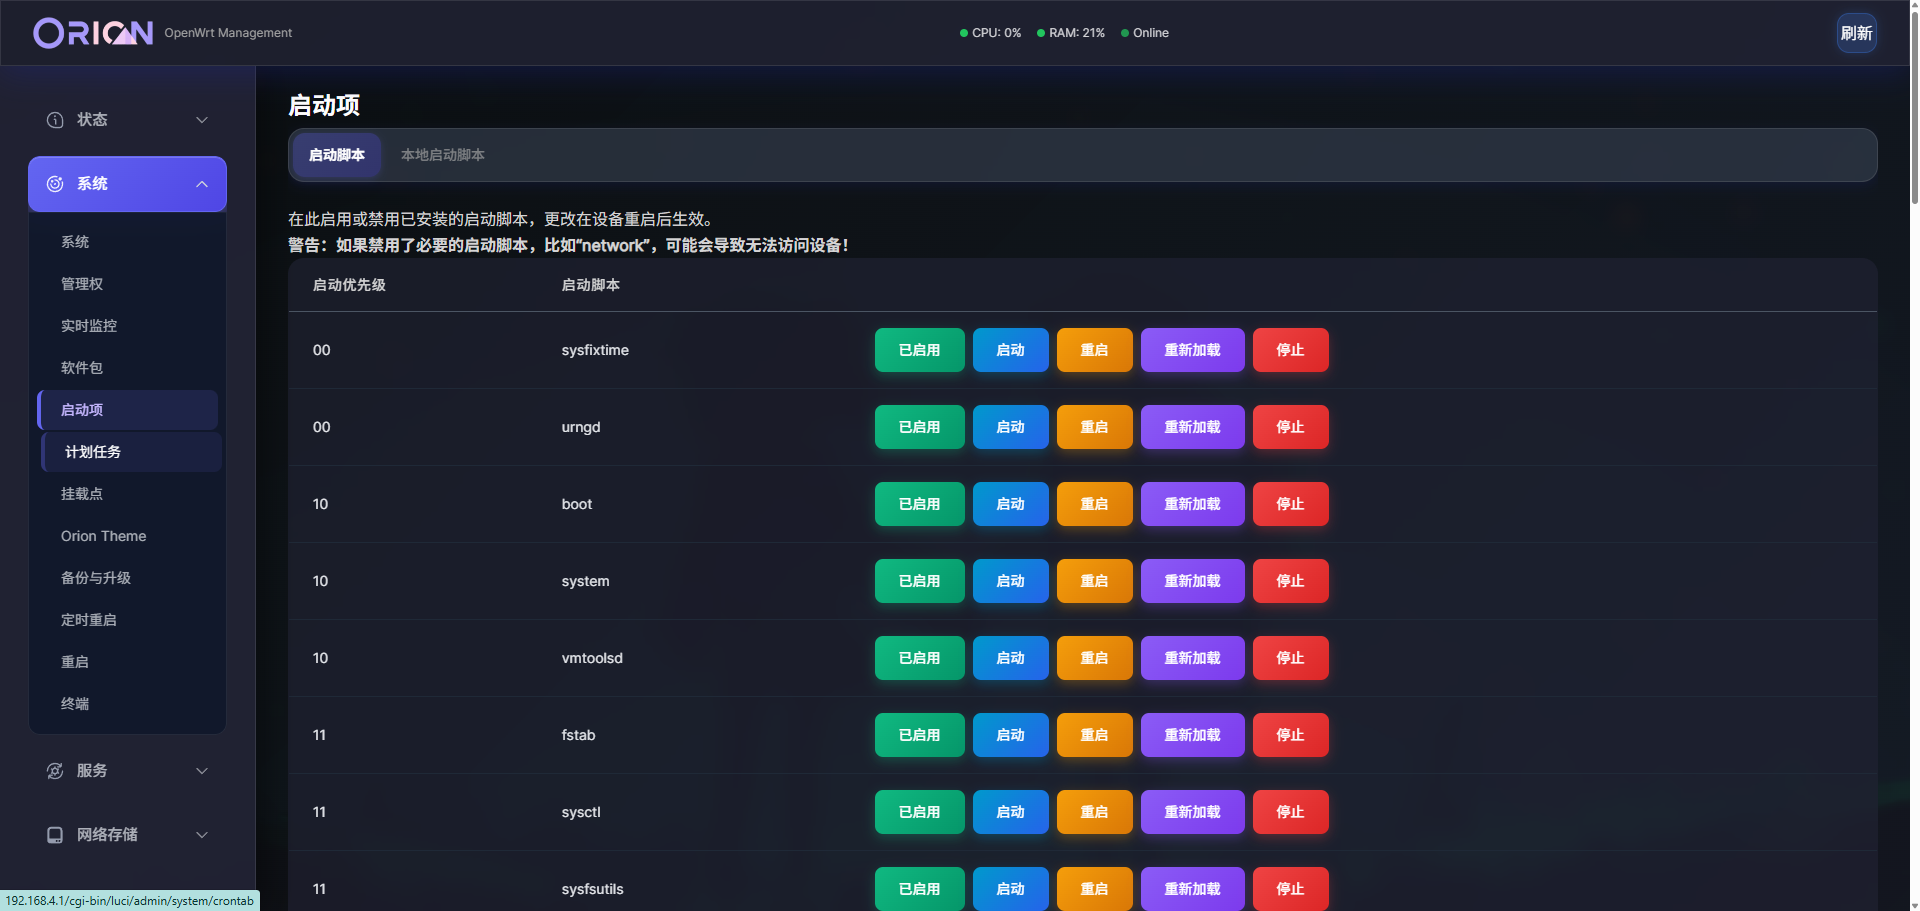 ORION OpenWrt Management
CPU: 0% RAM: 21% Online
刷新
状态
系统
系统
管理权
实时监控
软件包
启动项
计划任务
挂载点
Orion Theme
备份与升级
定时重启
重启
终端
服务
网络存储
启动项
启动脚本 本地启动脚本
在此启用或禁用已安装的启动脚本，更改在设备重启后生效。
警告：如果禁用了必要的启动脚本，比如“network”，可能会导致无法访问设备！
启动优先级 启动脚本
00 sysfixtime 已启用 启动 重启 重新加载 停止
00 urngd 已启用 启动 重启 重新加载 停止
10 boot 已启用 启动 重启 重新加载 停止
10 system 已启用 启动 重启 重新加载 停止
10 vmtoolsd 已启用 启动 重启 重新加载 停止
11 fstab 已启用 启动 重启 重新加载 停止
11 sysctl 已启用 启动 重启 重新加载 停止
11 sysfsutils 已启用 启动 重启 重新加载 停止
192.168.4.1/cgi-bin/luci/admin/system/crontab